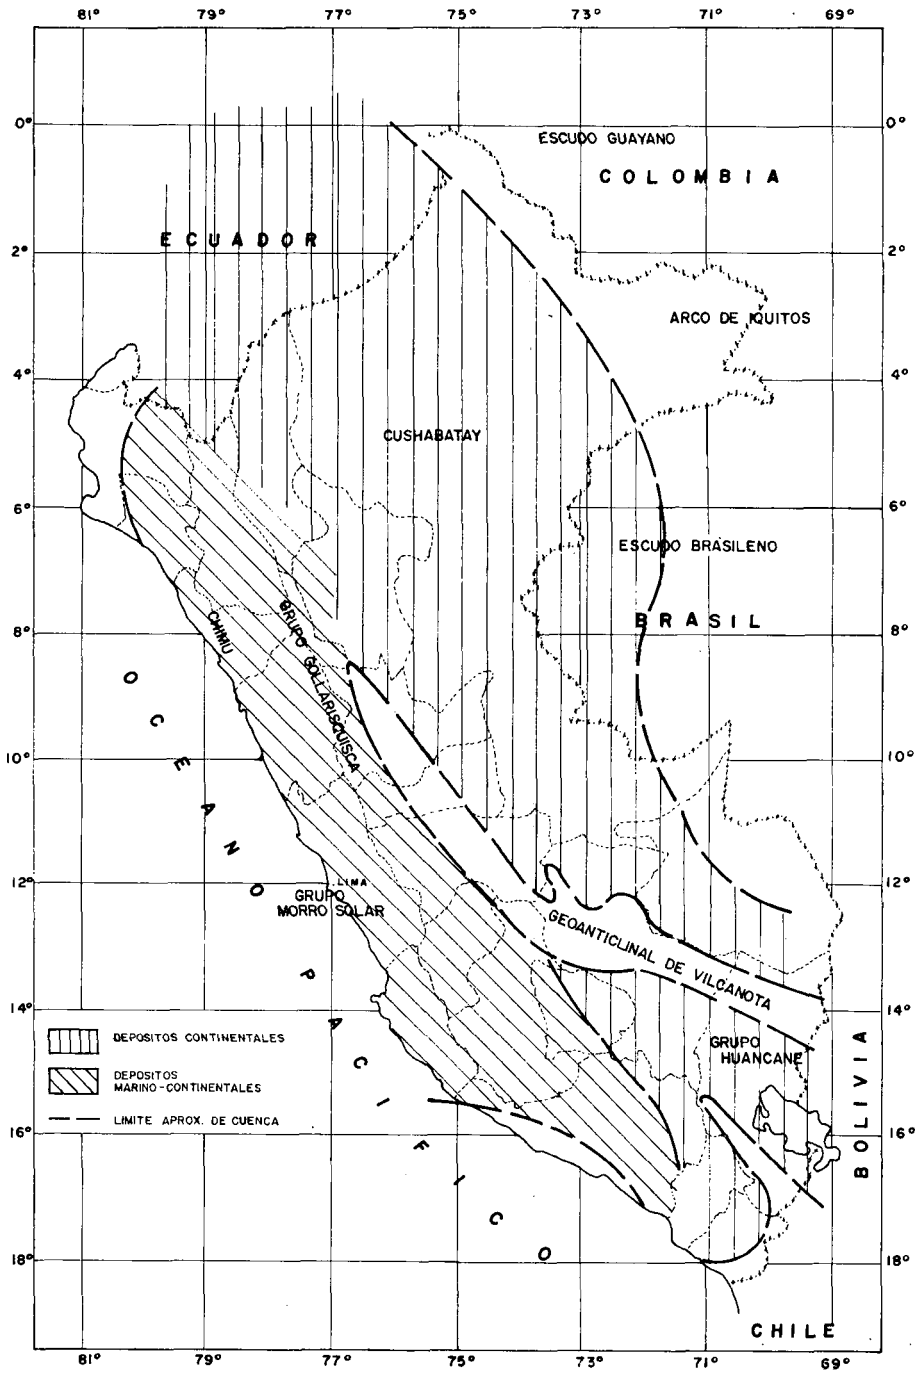 81° 79° 77° 75° 73° 71° 69°
0° 0°
ESCUDO GUAYANO
COLOMBIA
ECUADOR
2° 2°
ARCO DE IQUITOS
4° 4°
CUSHABATAY
6° 6°
ESCUDO BRASILENO
BRASIL
8° 8°
CHIMU
GRUPO GOLLARISQUISCA
10° 10°
OCEANO PACIFICO
12° 12°
LIMA
GRUPO
MORRO SOLAR
GEOANTICLINAL DE VILCANOTA
14° 14°
DEPOSITOS CONTINENTALES
GRUPO
HUANCANE
DEPOSITOS
MARINO-CONTINENTALES
LIMITE APROX. DE CUENCA
BOLIVIA
16° 16°
18° 18°
CHILE
81° 79° 77° 75° 73° 71° 69°